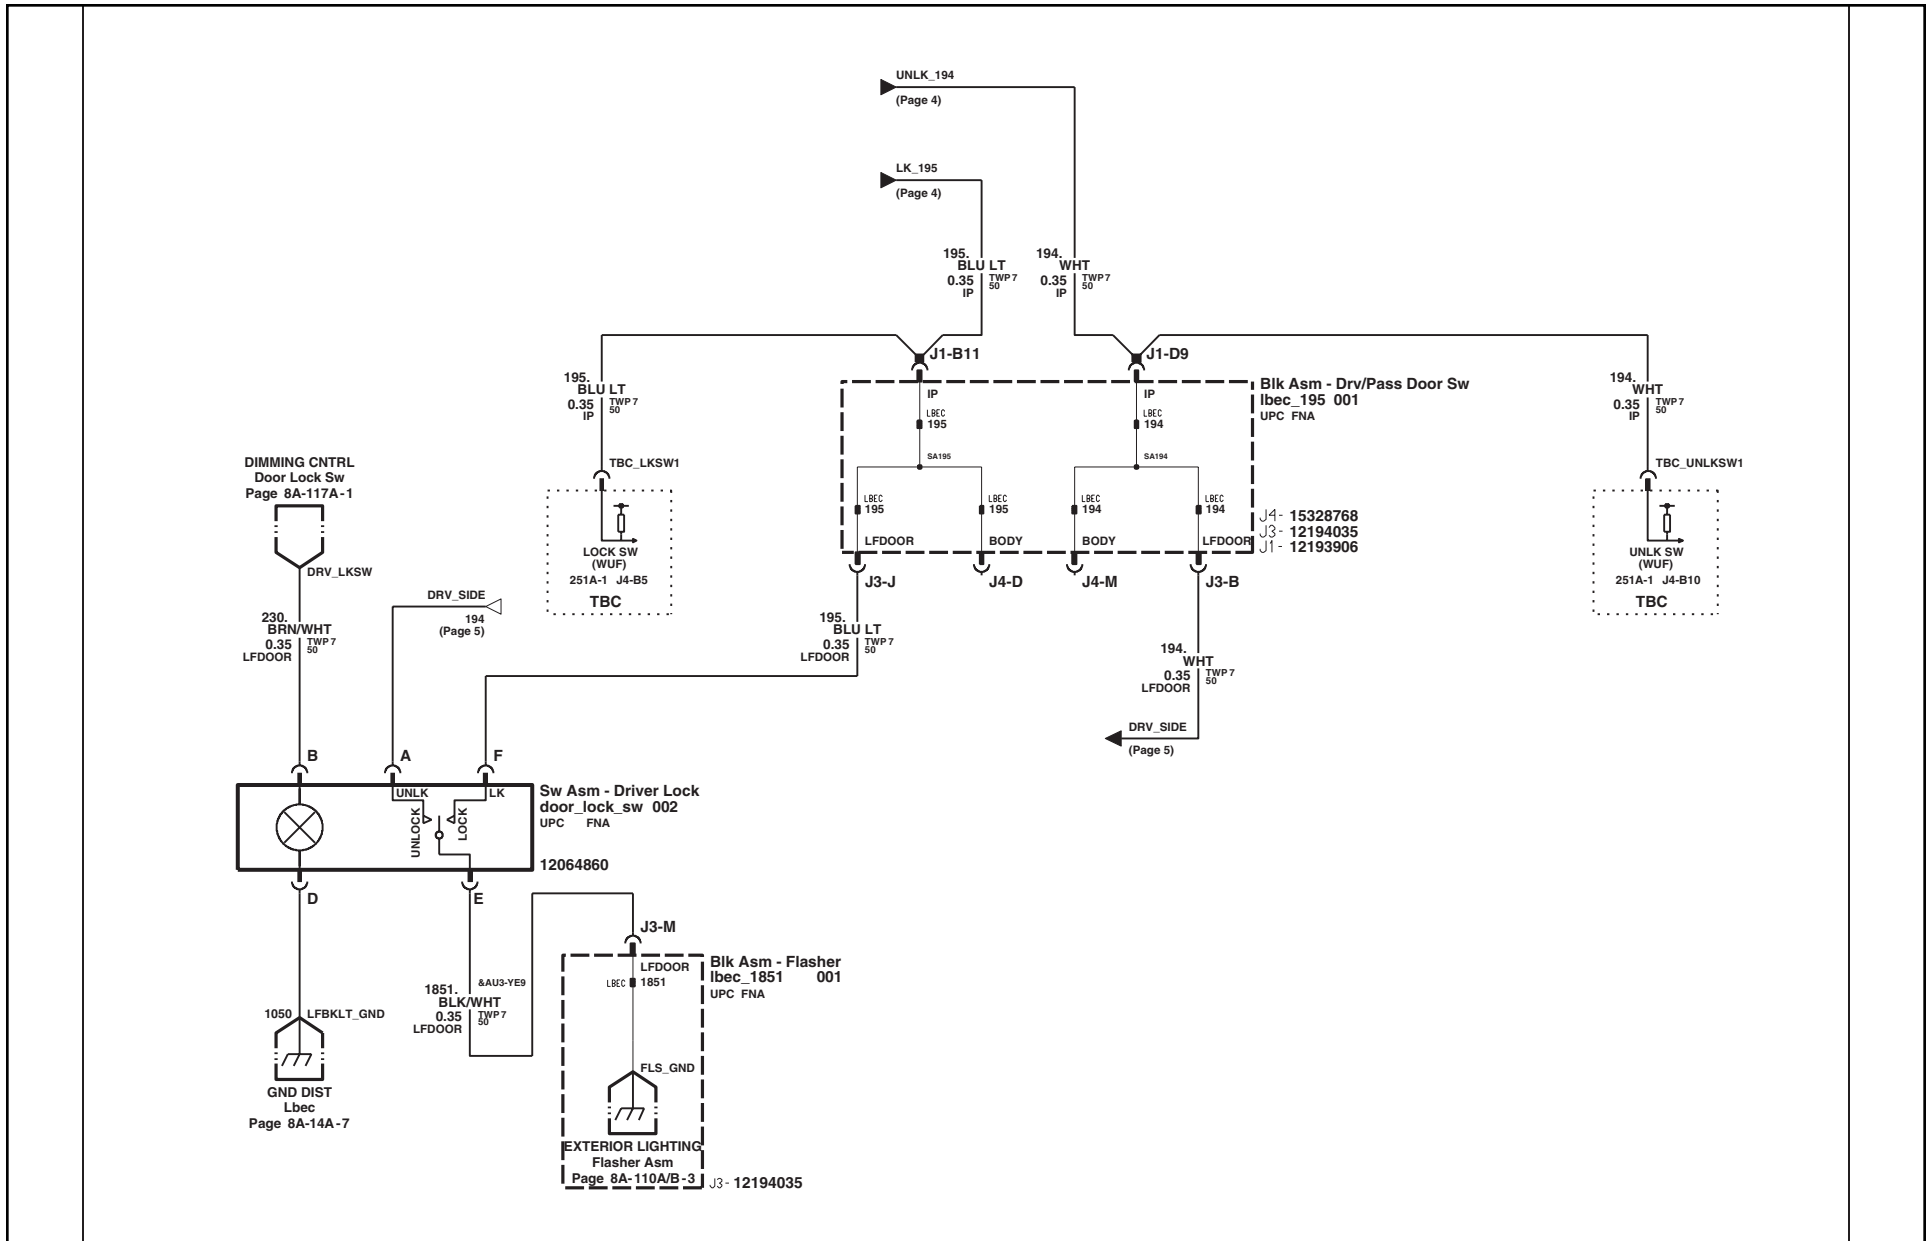 UNLK_194
(Page 4)
LK_195
(Page 4)
195.
BLU LT
0.35
IP
TWP 7
50
194.
WHT
0.35
IP
TWP 7
50
J1-B11
J1-D9
195.
BLU LT
0.35
IP
TWP 7
50
194.
WHT
0.35
IP
TWP 7
50
Blk Asm - Drv/Pass Door Sw
lbec_195 001
UPC FNA
IP
LBEC
195
SA195
IP
LBEC
194
SA194
LBEC
195
LBEC
195
LBEC
194
LBEC
194
LFDOOR
BODY
BODY
LFDOOR
J4- 15328768
J3- 12194035
J1- 12193906
J3-J
J4-D
J4-M
J3-B
TBC_LKSW1
LOCK SW
(WUF)
251A-1 J4-B5
TBC
TBC_UNLKSW1
UNLK SW
(WUF)
251A-1 J4-B10
TBC
DIMMING CNTRL
Door Lock Sw
Page 8A-117A-1
DRV_LKSW
230.
BRN/WHT
0.35
LFDOOR
TWP 7
50
DRV_SIDE
194
(Page 5)
195.
BLU LT
0.35
LFDOOR
TWP 7
50
194.
WHT
0.35
LFDOOR
TWP 7
50
DRV_SIDE
(Page 5)
B
A
F
UNLK
LK
UNLOCK
LOCK
Sw Asm - Driver Lock
door_lock_sw 002
UPC FNA
12064860
D
E
J3-M
1851.
BLK/WHT
0.35
LFDOOR
&AU3-YE9
TWP 7
50
LFDOOR
LBEC
1851
Blk Asm - Flasher
lbec_1851 001
UPC FNA
1050
LFBKLT_GND
GND DIST
Lbec
Page 8A-14A-7
FLS_GND
EXTERIOR LIGHTING
Flasher Asm
Page 8A-110A/B-3
J3- 12194035